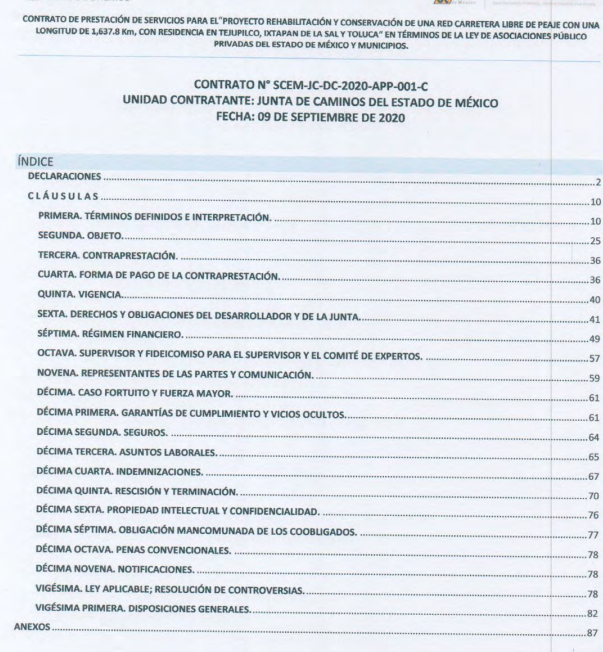 CONTRATO DE PRESTACIÓN DE SERVICIOS PARA EL"PROYECTO REHABILITACIÓN Y CONSERVACIÓN DE UNA RED CARRETERA LIBRE DE PEAJE CON UNA
LONGITUD DE 1,637.8 Km, CON RESIDENCIA EN TEJUPILCO, IXTAPAN DE LA SAL Y TOLUCA" EN TÉRMINOS DE LA LEY DE ASOCIACIONES PÚBLICO
PRIVADAS DEL ESTADO DE MÉXICO Y MUNICIPIOS.
CONTRATO N° SCEM-JC-DC-2020-APP-001-C
UNIDAD CONTRATANTE: JUNTA DE CAMINOS DEL ESTADO DE MÉXICO
FECHA: 09 DE SEPTIEMBRE DE 2020
ÍNDICE
DECLARACIONES ... 2
C L Á U S U L A S ... 10
PRIMERA. TÉRMINOS DEFINIDOS E INTERPRETACIÓN. ... 10
SEGUNDA. OBJETO. ... 25
TERCERA. CONTRAPRESTACIÓN. ... 36
CUARTA. FORMA DE PAGO DE LA CONTRAPRESTACIÓN. ... 36
QUINTA. VIGENCIA. ... 40
SEXTA. DERECHOS Y OBLIGACIONES DEL DESARROLLADOR Y DE LA JUNTA. ... 41
SÉPTIMA. RÉGIMEN FINANCIERO. ... 49
OCTAVA. SUPERVISOR Y FIDEICOMISO PARA EL SUPERVISOR Y EL COMITÉ DE EXPERTOS. ... 57
NOVENA. REPRESENTANTES DE LAS PARTES Y COMUNICACIÓN. ... 59
DÉCIMA. CASO FORTUITO Y FUERZA MAYOR. ... 61
DÉCIMA PRIMERA. GARANTÍAS DE CUMPLIMIENTO Y VICIOS OCULTOS. ... 61
DÉCIMA SEGUNDA. SEGUROS. ... 64
DÉCIMA TERCERA. ASUNTOS LABORALES. ... 65
DÉCIMA CUARTA. INDEMNIZACIONES. ... 67
DÉCIMA QUINTA. RESCISIÓN Y TERMINACIÓN. ... 70
DÉCIMA SEXTA. PROPIEDAD INTELECTUAL Y CONFIDENCIALIDAD. ... 76
DÉCIMA SÉPTIMA. OBLIGACIÓN MANCOMUNADA DE LOS COOBLIGADOS. ... 77
DÉCIMA OCTAVA. PENAS CONVENCIONALES. ... 78
DÉCIMA NOVENA. NOTIFICACIONES. ... 78
VIGÉSIMA. LEY APLICABLE; RESOLUCIÓN DE CONTROVERSIAS. ... 78
VIGÉSIMA PRIMERA. DISPOSICIONES GENERALES. ... 82
ANEXOS ... 87